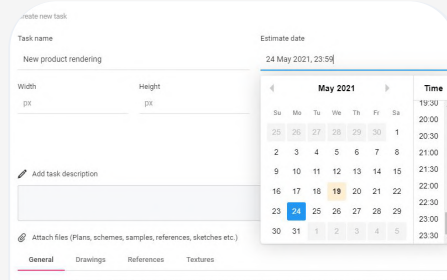 Create new task
Task name
Estimate date
New product rendering
24 May 2021, 23:59
Width
Height
px
px
May 2021
Time
Su Mo Tu We Th Fr Sa
25 26 27 28 29 30 1
2 3 4 5 6 7 8
9 10 11 12 13 14 15
16 17 18 19 20 21 22
23 24 25 26 27 28 29
30 31 1 2 3 4 5
19:30
20:00
20:30
21:00
21:30
22:00
22:30
23:00
23:30
Add task description
Attach files (Plans, schemes, samples, references, sketches etc.)
General Drawings References Textures